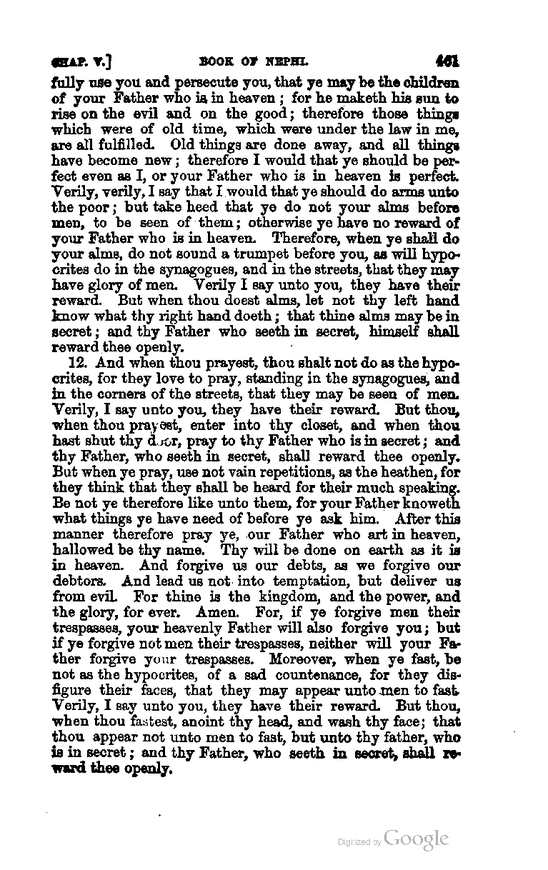 CHAP. V.] BOOK OF NEPHI. 461
fully use you and persecute you, that ye may be the children
of your Father who is in heaven; for he maketh his sun to
rise on the evil and on the good; therefore those things
which were of old time, which were under the law in me,
are all fulfilled. Old things are done away, and all things
have become new; therefore I would that ye should be per-
fect even as I, or your Father who is in heaven is perfect.
Verily, verily, I say that I would that ye should do arms unto
the poor; but take heed that ye do not your alms before
men, to be seen of them; otherwise ye have no reward of
your Father who is in heaven. Therefore, when ye shall do
your alms, do not sound a trumpet before you, as will hypo-
crites do in the synagogues, and in the streets, that they may
have glory of men. Verily I say unto you, they have their
reward. But when thou doest alms, let not thy left hand
know what thy right hand doeth; that thine alms may be in
secret; and thy Father who seeth in secret, himself shall
reward thee openly.
12. And when thou prayest, thou shalt not do as the hypo-
crites, for they love to pray, standing in the synagogues, and
in the corners of the streets, that they may be seen of men.
Verily, I say unto you, they have their reward. But thou,
when thou prayest, enter into thy closet, and when thou
hast shut thy door, pray to thy Father who is in secret; and
thy Father, who seeth in secret, shall reward thee openly.
But when ye pray, use not vain repetitions, as the heathen, for
they think that they shall be heard for their much speaking.
Be not ye therefore like unto them, for your Father knoweth
what things ye have need of before ye ask him. After this
manner therefore pray ye, our Father who art in heaven,
hallowed be thy name. Thy will be done on earth as it is
in heaven. And forgive us our debts, as we forgive our
debtors. And lead us not into temptation, but deliver us
from evil. For thine is the kingdom, and the power, and
the glory, for ever. Amen. For, if ye forgive men their
trespasses, your heavenly Father will also forgive you; but
if ye forgive not men their trespasses, neither will your Fa-
ther forgive your trespasses. Moreover, when ye fast, be
not as the hypocrites, of a sad countenance, for they dis-
figure their faces, that they may appear unto men to fast.
Verily, I say unto you, they have their reward. But thou,
when thou fastest, anoint thy head, and wash thy face; that
thou appear not unto men to fast, but unto thy father, who
is in secret; and thy Father, who seeth in secret, shall re-
ward thee openly.
Digitized by Google